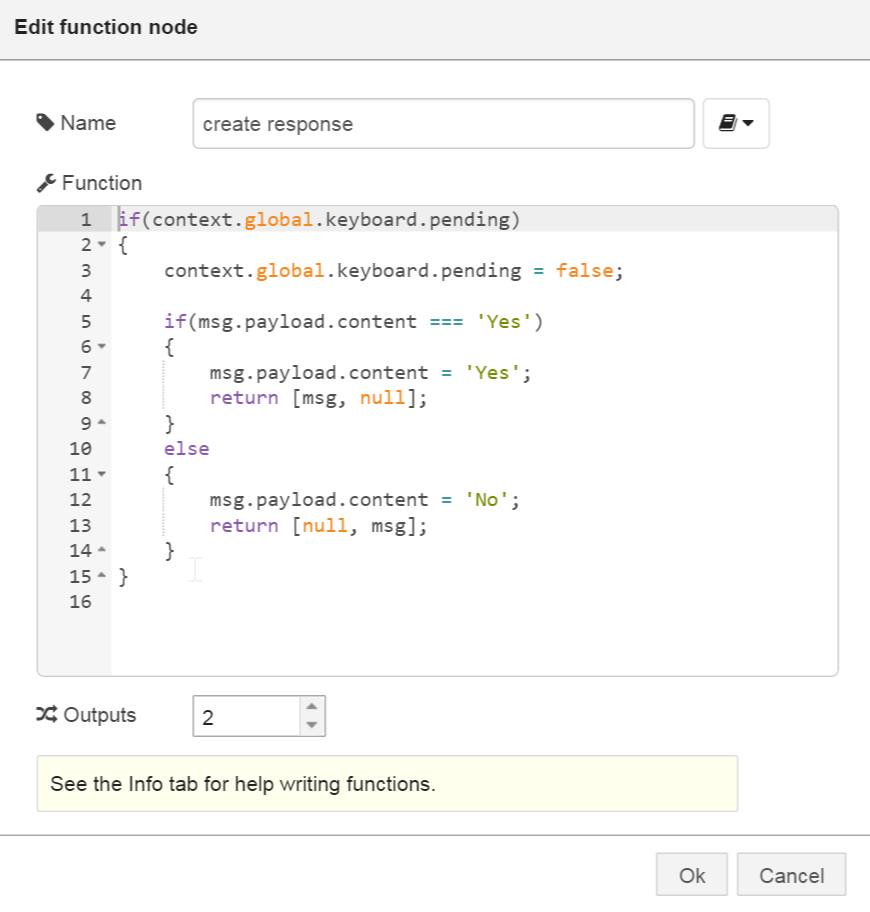 Edit function node
Name
create response
Function
1 if(context.global.keyboard.pending)
2 {
3     context.global.keyboard.pending = false;
4
5     if(msg.payload.content === 'Yes')
6     {
7         msg.payload.content = 'Yes';
8         return [msg, null];
9     }
10     else
11     {
12         msg.payload.content = 'No';
13         return [null, msg];
14     }
15 }
16
Outputs
2
See the Info tab for help writing functions.
Ok Cancel